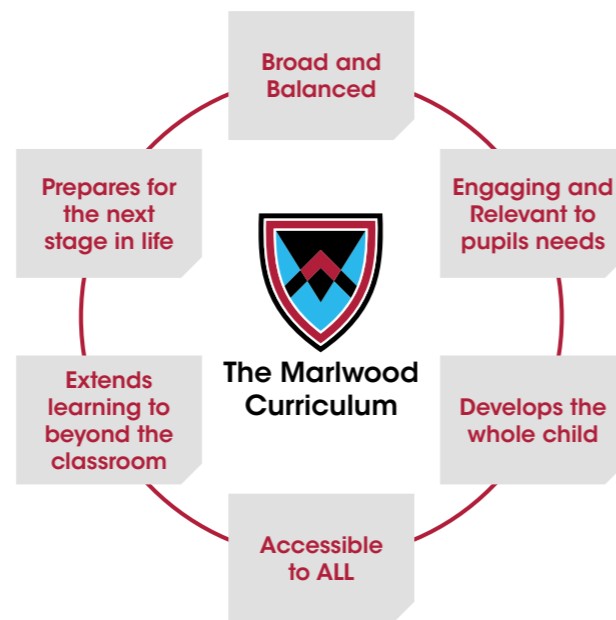 Broad and
Balanced
Engaging and
Relevant to
pupils needs
Develops the
whole child
Accessible
to ALL
Extends
learning to
beyond the
classroom
Prepares for
the next
stage in life
The Marlwood
Curriculum